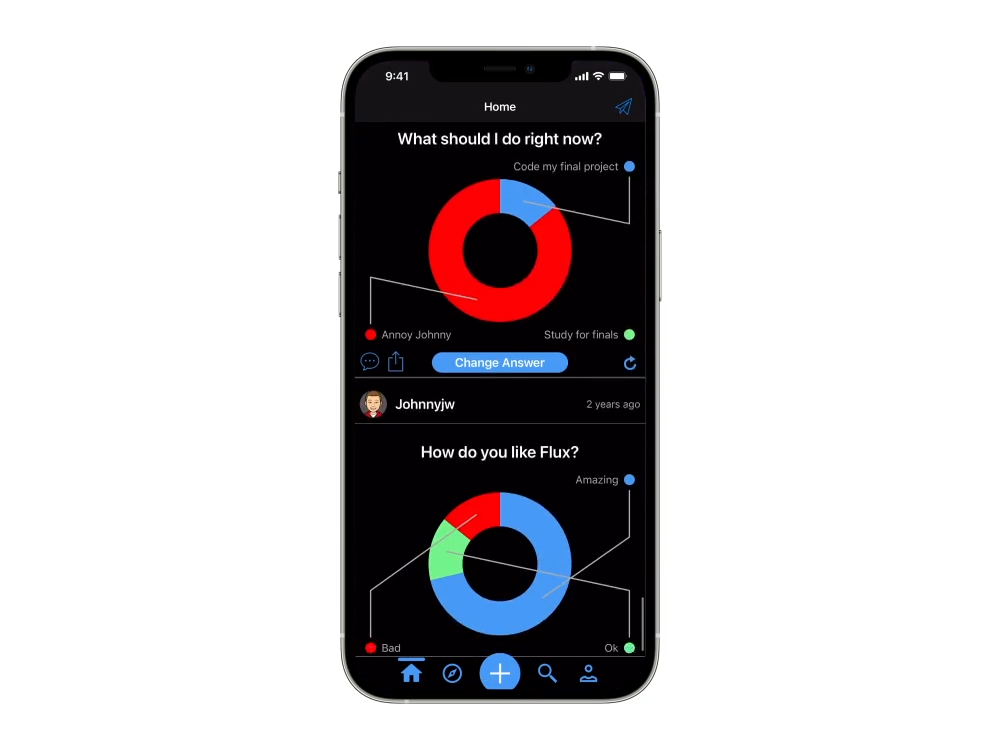 9:41
Home
What should I do right now?
Code my final project
Annoy Johnny
Study for finals
Change Answer
Johnnyjw
2 years ago
How do you like Flux?
Amazing
Bad
Ok